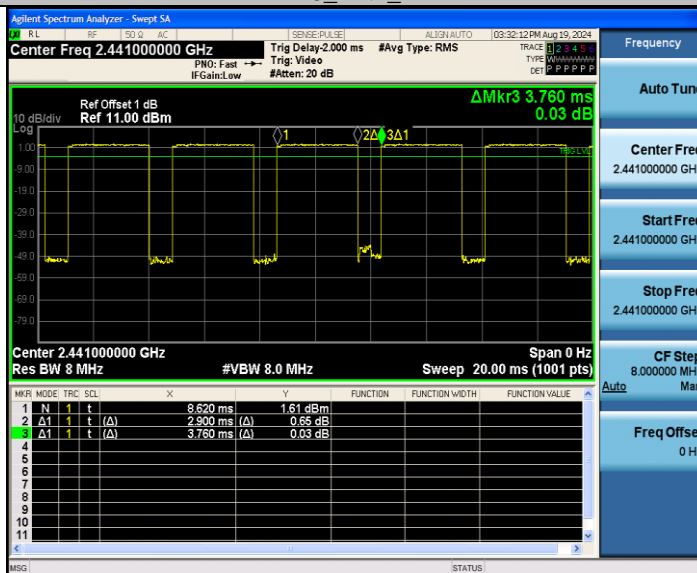 Agilent Spectrum Analyzer - Swept SA
RL RF 50 Ω AC SENSE:PULSE ALIGN AUTO 03:32:12 PM Aug 19, 2024
Center Freq 2.441000000 GHz
PNO: Fast
IFGain:Low
Trig Delay-2.000 ms
Trig: Video
#Atten: 20 dB
#Avg Type: RMS
TRACE 1 2 3 4 5 6
TYPE W
DET P P P P P P
Ref Offset 1 dB
10 dB/div Ref 11.00 dBm
Log
ΔMkr3 3.760 ms
0.03 dB
1 2Δ 3Δ1
TRIG LVL
1.00
-9.00
-19.0
-29.0
-39.0
-49.0
-59.0
-69.0
-79.0
Center 2.441000000 GHz Span 0 Hz
Res BW 8 MHz #VBW 8.0 MHz Sweep 20.00 ms (1001 pts)
MKR MODE TRC SCL X Y FUNCTION FUNCTION WIDTH FUNCTION VALUE
1 N 1 t 8.620 ms 1.61 dBm
2 Δ1 1 t (Δ) 2.900 ms (Δ) 0.65 dB
3 Δ1 1 t (Δ) 3.760 ms (Δ) 0.03 dB
4
5
6
7
8
9
10
11
MSG STATUS
Frequency
Auto Tun
Center Fre
2.441000000 GH
Start Fre
2.441000000 GH
Stop Fre
2.441000000 GH
CF Step
8.000000 MH
Auto Ma
Freq Offse
0 H